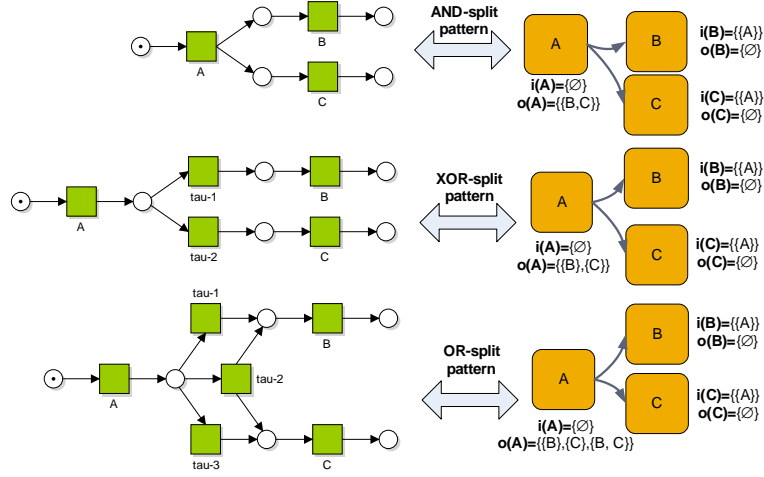 AND-split
pattern
A
B
C
A
B
C
i(A)={∅}
o(A)={{B,C}}
i(B)={{A}}
o(B)={∅}
i(C)={{A}}
o(C)={∅}
XOR-split
pattern
A
tau-1
B
tau-2
C
A
B
C
i(A)={∅}
o(A)={{B},{C}}
i(B)={{A}}
o(B)={∅}
i(C)={{A}}
o(C)={∅}
OR-split
pattern
A
tau-1
B
tau-2
tau-3
C
A
B
C
i(A)={∅}
o(A)={{B},{C},{B, C}}
i(B)={{A}}
o(B)={∅}
i(C)={{A}}
o(C)={∅}